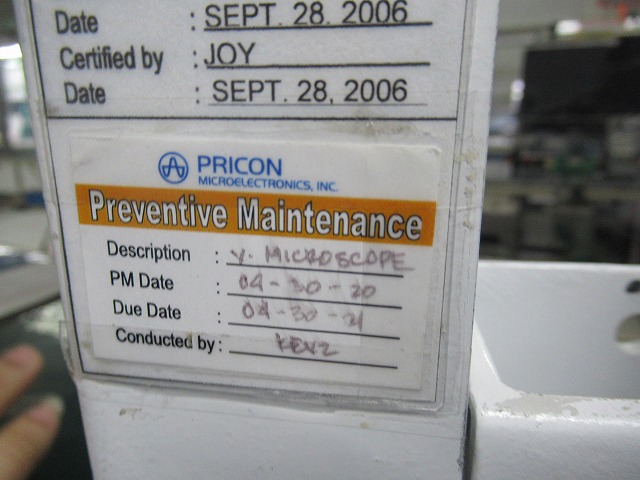 Date : SEPT. 28. 2006
Certified by : JOY
Date : SEPT. 28, 2006
PRICON
MICROELECTRONICS, INC.
Preventive Maintenance
Description : V. MICROSCOPE
PM Date : 04-30-20
Due Date : 04-30-21
Conducted by :